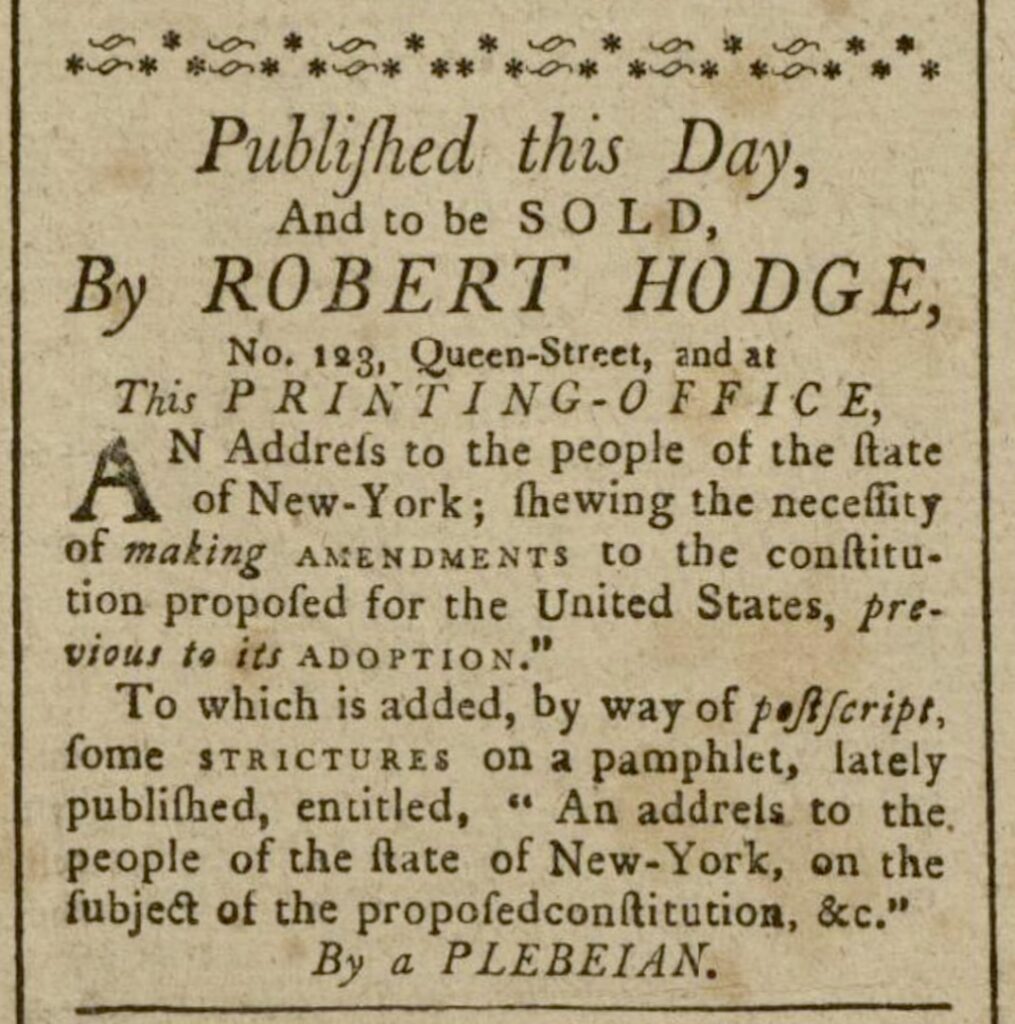 Publiſhed this Day,
And to be SOLD,
By ROBERT HODGE,
No. 123, Queen-Street, and at
This PRINTING-OFFICE,
AN Addreſs to the people of the ſtate
of New-York; ſhewing the neceſſity
of making AMENDMENTS to the conſtitu-
tion propoſed for the United States, pre-
vious to its ADOPTION."
To which is added, by way of poſtſcript,
ſome STRICTURES on a pamphlet, lately
publiſhed, entitled, “ An addreſs to the
people of the ſtate of New-York, on the
ſubject of the propoſedconſtitution, &c."
By a PLEBEIAN.